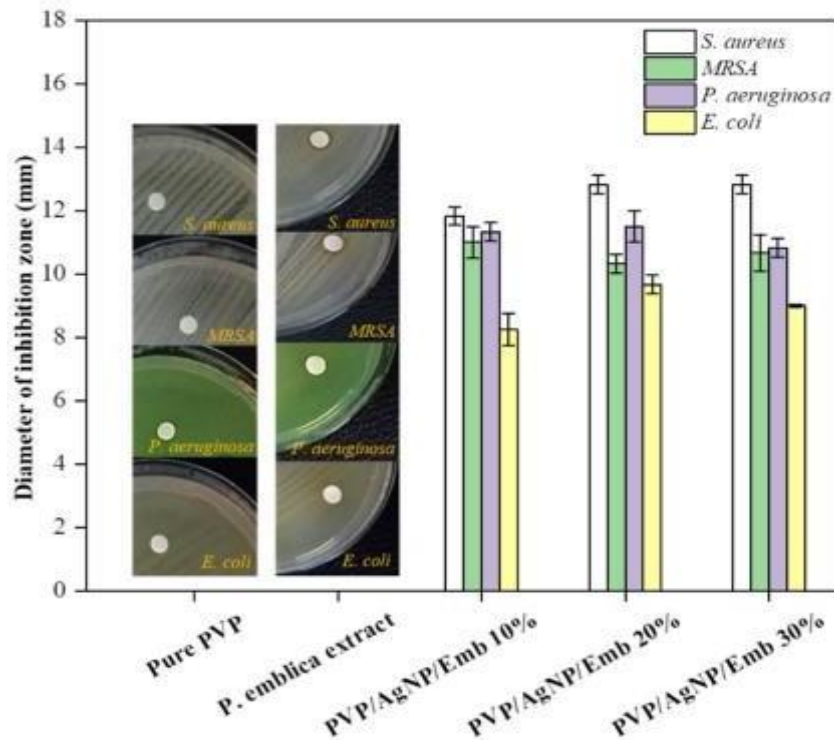 Diameter of inhibition zone (mm)
18
16
14
12
10
8
6
4
2
0
S. aureus
MRSA
P. aeruginosa
E. coli
S. aureus
MRSA
P. aeruginosa
E. coli
S. aureus
MRSA
P. aeruginosa
E. coli
Pure PVP
P. emblica extract
PVP/AgNP/Emb 10%
PVP/AgNP/Emb 20%
PVP/AgNP/Emb 30%